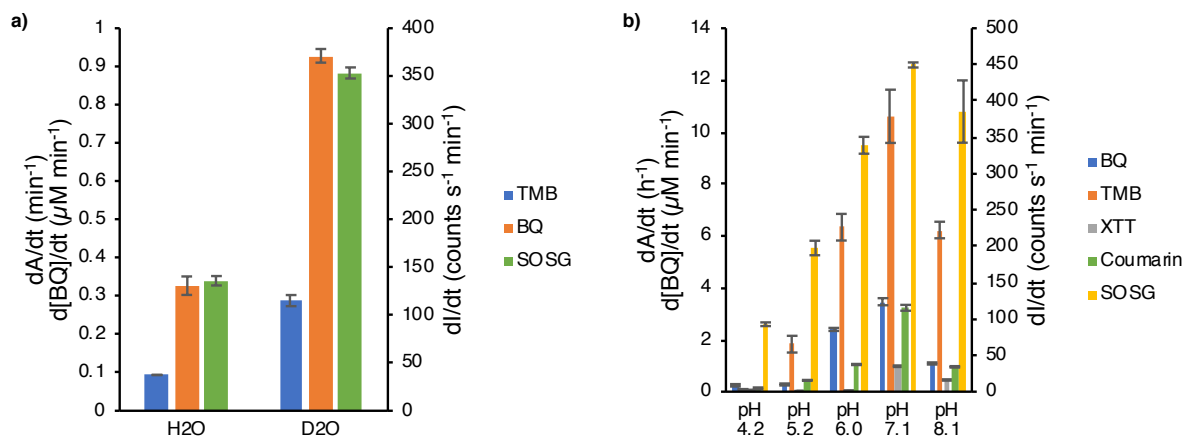 a)
dA/dt (min⁻¹)
d[BQ]/dt (µM min⁻¹)
1
0.9
0.8
0.7
0.6
0.5
0.4
0.3
0.2
0.1
0
H2O
D2O
400
350
300
250
200
150
100
50
0
dI/dt (counts s⁻¹ min⁻¹)
TMB
BQ
SOSG
b)
dA/dt (h⁻¹)
d[BQ]/dt (µM min⁻¹)
14
12
10
8
6
4
2
0
pH
4.2
pH
5.2
pH
6.0
pH
7.1
pH
8.1
500
450
400
350
300
250
200
150
100
50
0
dI/dt (counts s⁻¹ min⁻¹)
BQ
TMB
XTT
Coumarin
SOSG